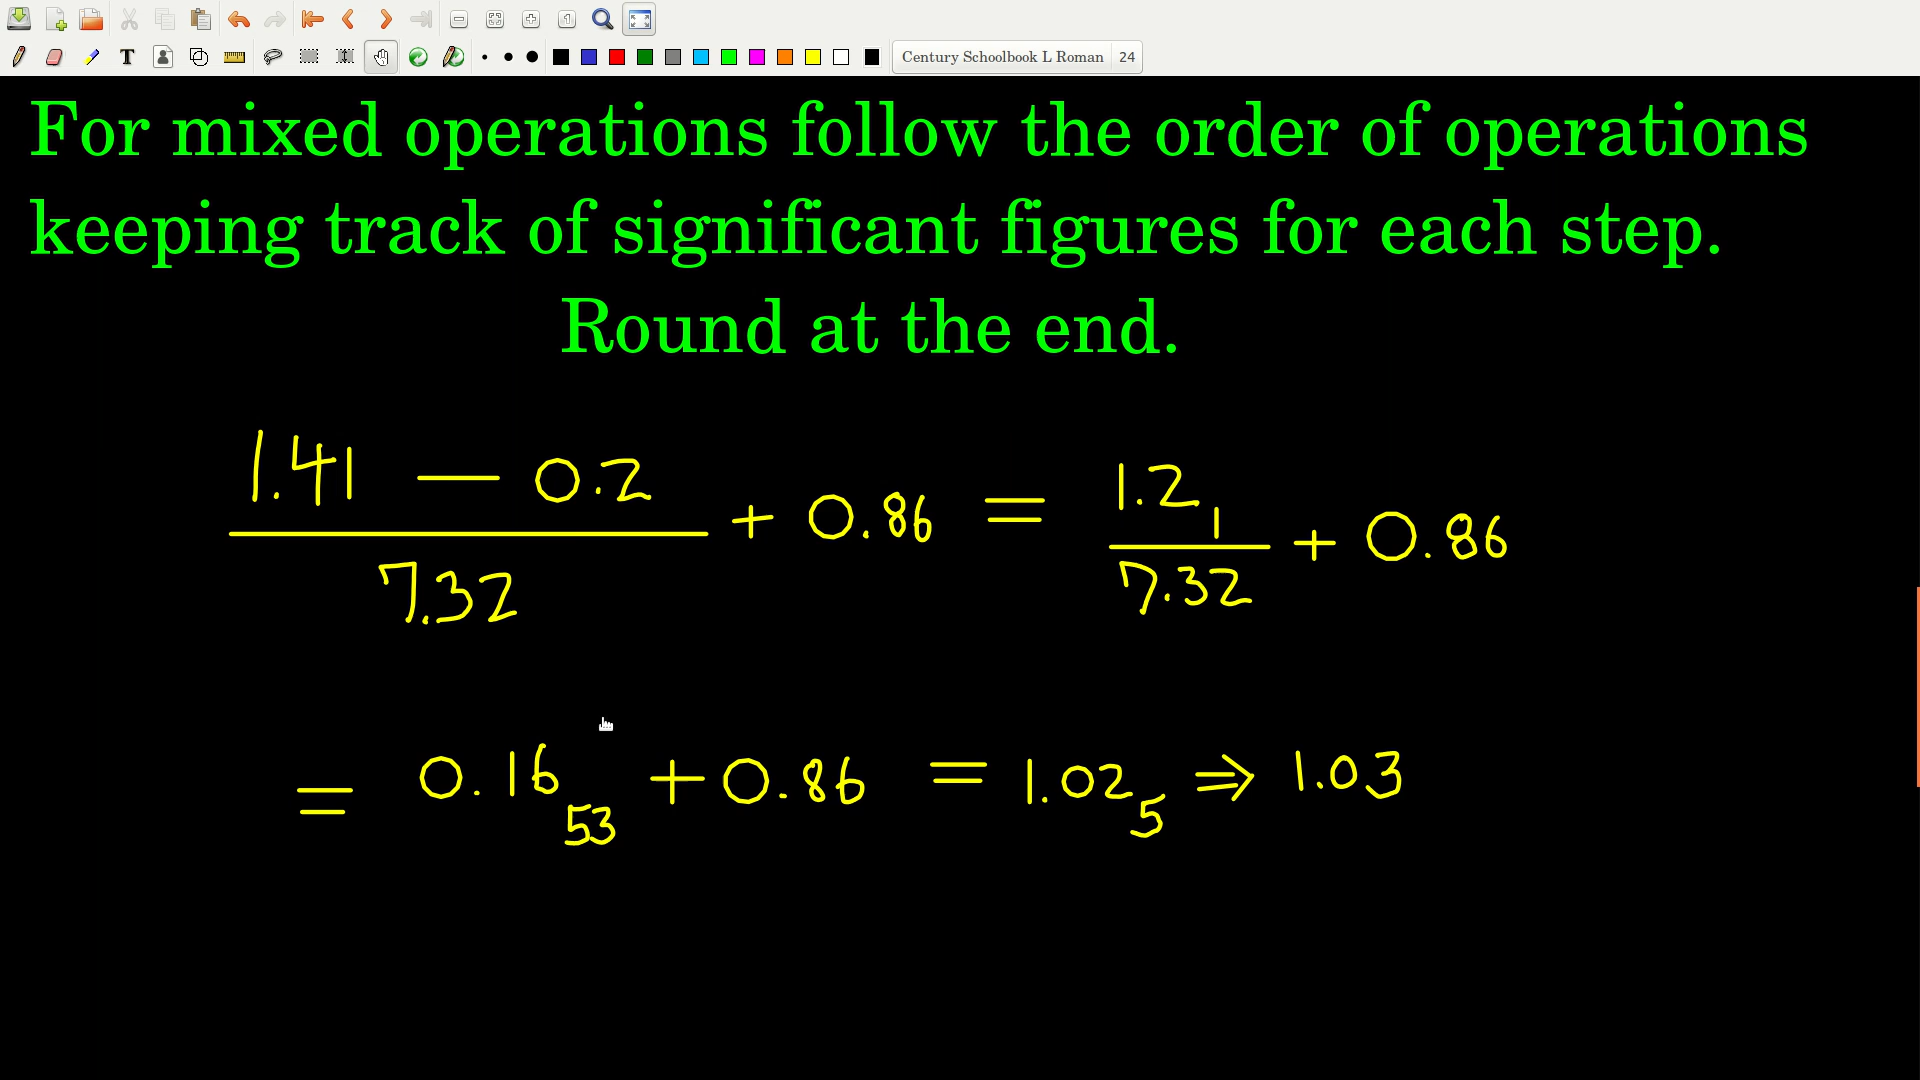 Century Schoolbook L Roman 24
For mixed operations follow the order of operations
keeping track of significant figures for each step.
Round at the end.
(1.41 — 0.2)/7.32 + 0.86 = 1.2₁/7.32 + 0.86
= 0.16₅₃ + 0.86 = 1.02₅ ⇒ 1.03